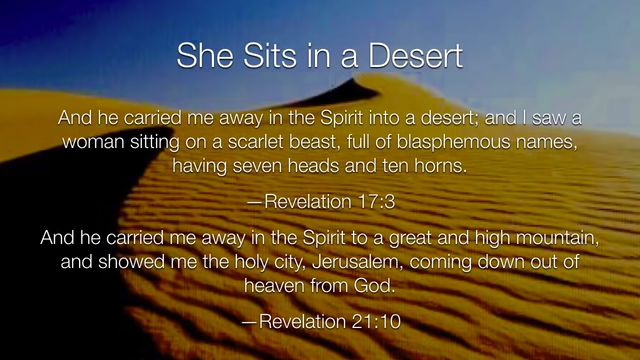 She Sits in a Desert
And he carried me away in the Spirit into a desert; and I saw a
woman sitting on a scarlet beast, full of blasphemous names,
having seven heads and ten horns.
—Revelation 17:3
And he carried me away in the Spirit to a great and high mountain,
and showed me the holy city, Jerusalem, coming down out of
heaven from God.
—Revelation 21:10